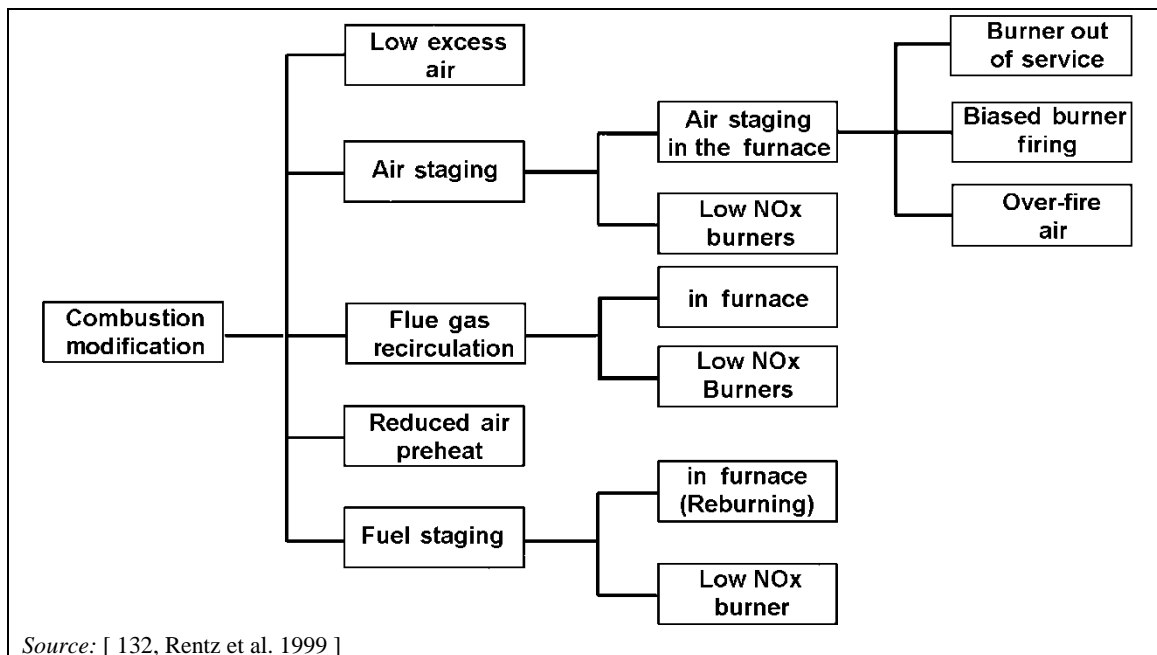 Combustion
modification
Low excess
air
Air staging
Flue gas
recirculation
Reduced air
preheat
Fuel staging
Air staging
in the furnace
Low NOx
burners
in furnace
Low NOx
Burners
in furnace
(Reburning)
Low NOx
burner
Burner out
of service
Biased burner
firing
Over-fire
air
Source: [ 132, Rentz et al. 1999 ]